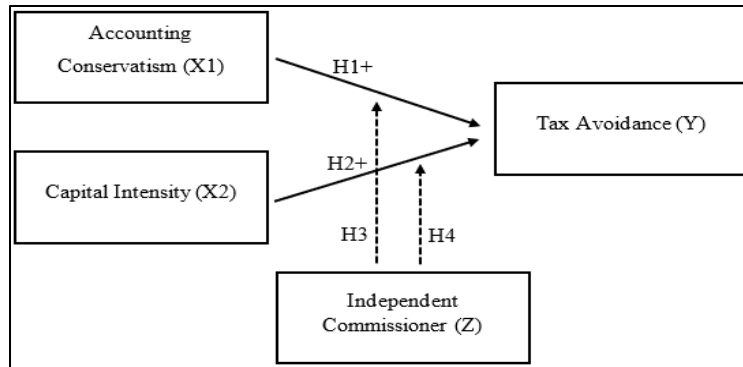 Accounting
Conservatism (X1)
H1+
Tax Avoidance (Y)
H2+
Capital Intensity (X2)
H3
H4
Independent
Commissioner (Z)